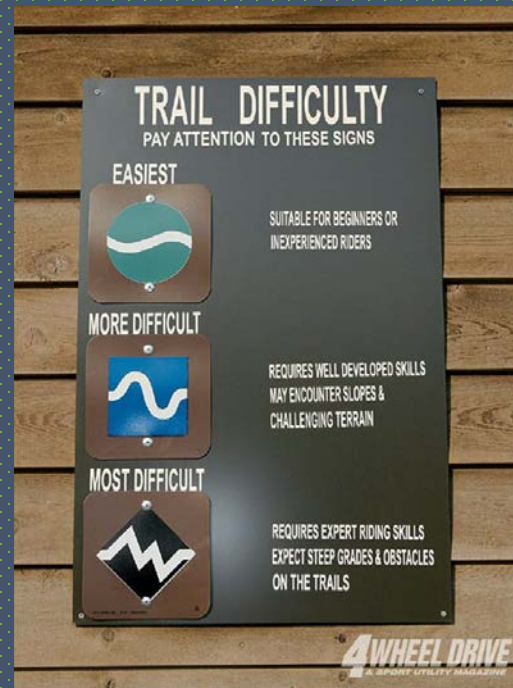 TRAIL DIFFICULTY
PAY ATTENTION TO THESE SIGNS
EASIEST
SUITABLE FOR BEGINNERS OR
INEXPERIENCED RIDERS
MORE DIFFICULT
REQUIRES WELL DEVELOPED SKILLS
MAY ENCOUNTER SLOPES &
CHALLENGING TERRAIN
MOST DIFFICULT
REQUIRES EXPERT RIDING SKILLS
EXPECT STEEP GRADES & OBSTACLES
ON THE TRAILS
4WHEEL DRIVE
& SPORT UTILITY MAGAZINE